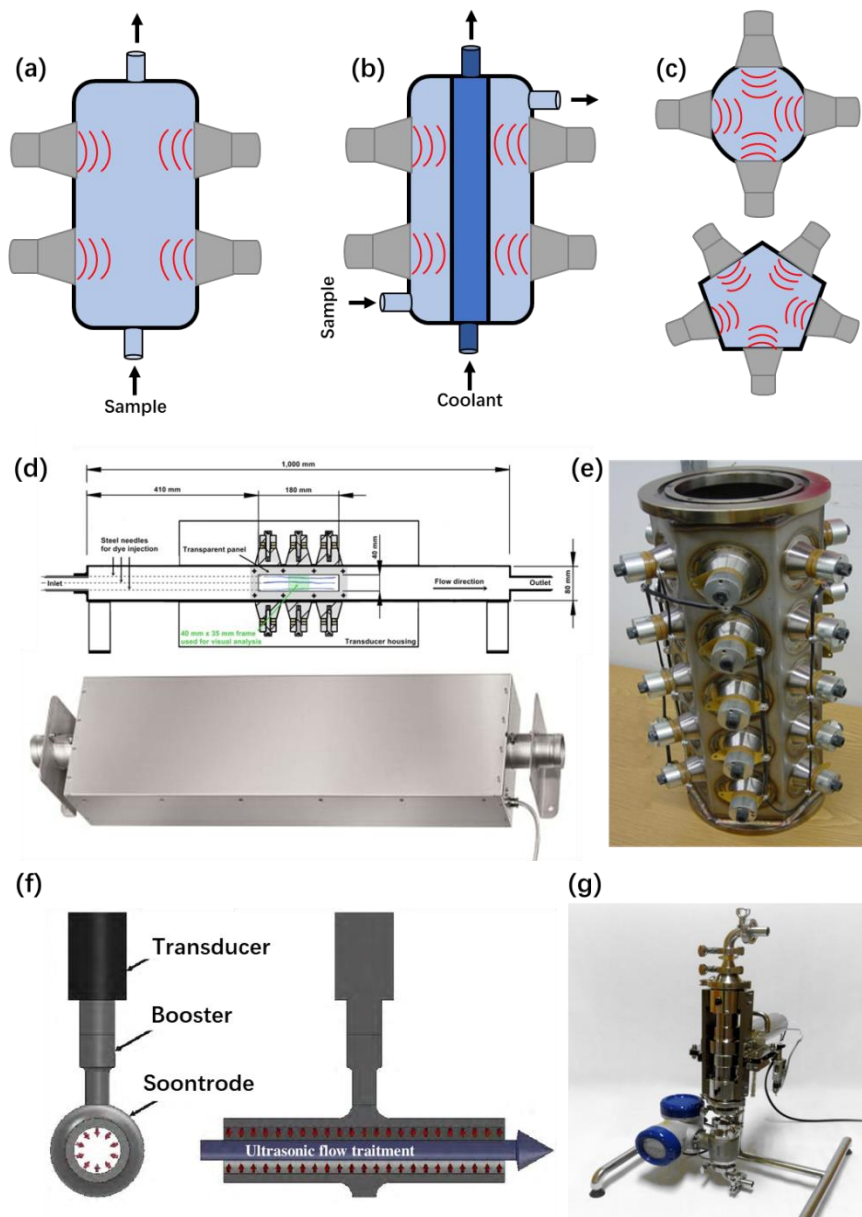 (a)
Sample
(b)
Sample
Coolant
(c)
(d)
1,000 mm
410 mm
180 mm
Steel needles
for dye injection
Transparent panel
40 mm
80 mm
Inlet
Flow direction
Outlet
40 mm x 35 mm frame
used for visual analysis
Transducer housing
(e)
(f)
Transducer
Booster
Soontrode
Ultrasonic flow traitment
(g)